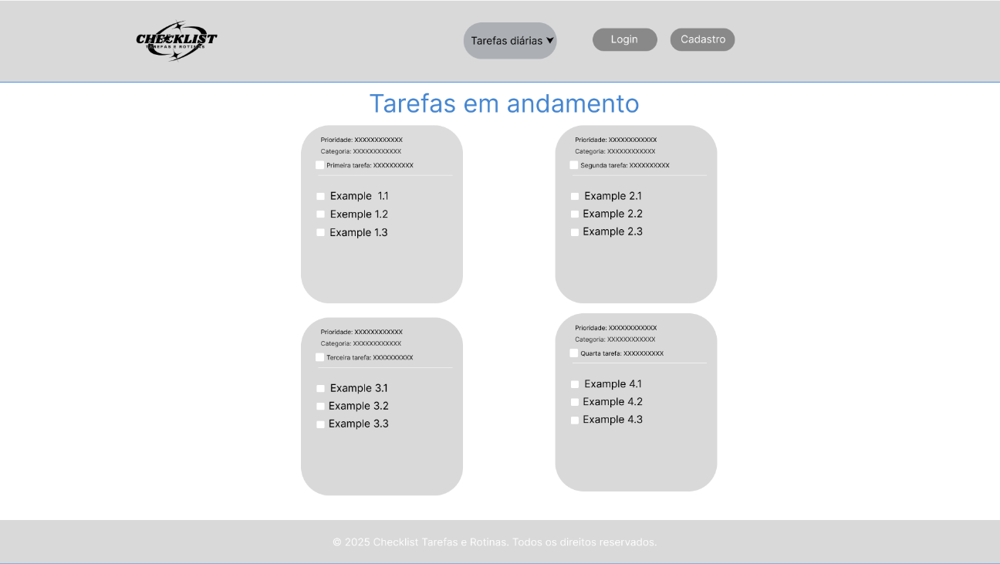 CHECKLIST
TAREFAS E ROTINAS
Tarefas diárias
Login
Cadastro
Tarefas em andamento
Prioridade: XXXXXXXXXXXX
Categoria: XXXXXXXXXXXX
Primeira tarefa: XXXXXXXXXX
Example 1.1
Exemple 1.2
Example 1.3
Prioridade: XXXXXXXXXXXX
Categoria: XXXXXXXXXXXX
Segunda tarefa: XXXXXXXXXX
Example 2.1
Example 2.2
Example 2.3
Prioridade: XXXXXXXXXXXX
Categoria: XXXXXXXXXXXX
Terceira tarefa: XXXXXXXXXX
Example 3.1
Example 3.2
Example 3.3
Prioridade: XXXXXXXXXXXX
Categoria: XXXXXXXXXXXX
Quarta tarefa: XXXXXXXXXX
Example 4.1
Example 4.2
Example 4.3
© 2025 Checklist Tarefas e Rotinas. Todos os direitos reservados.